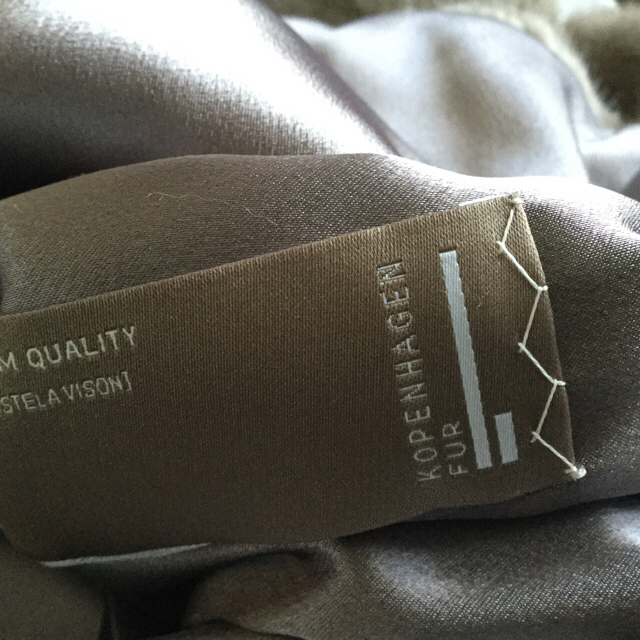 M QUALITY
STELA VISON]
KOPENHAGEN
FUR